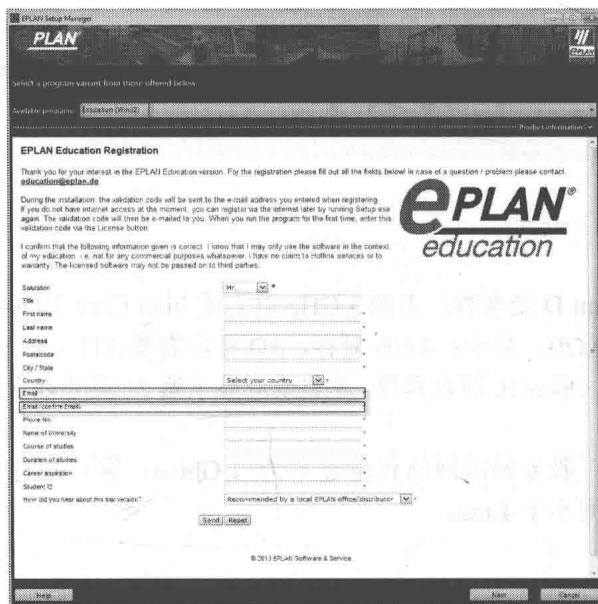 EPLAN Setup Manager
PLAN
EPLAN
Select a program variant from those offered below.
Available programs: Education (Win32)
Product information
EPLAN Education Registration
Thank you for your interest in the EPLAN Education version. For the registration please fill out all the fields below! In case of a question / problem please contact
education@eplan.de
During the installation: the validation code will be sent to the e-mail address you entered when registering.
If you do not have internet access at the moment, you can register via the internet later by running Setup exe
again. The validation code will then be e-mailed to you. When you run the program for the first time, enter this
validation code via the License button.
ePLAN®
education
I confirm that the following information given is correct. I know that I may only use the software in the context
of my education i.e. not for any commercial purposes whatsoever. I have no claim to Hotline services or to
warranty. The licensed software may not be passed on to third parties.
Salutation Mr. *
Title
First name *
Last name *
Address *
Postalcode *
City / State *
Country Select your country *
Email *
Email (confirm Email) *
Phone No. *
Name of University *
Course of studies *
Duration of studies *
Career aspiration *
Student ID *
How did you hear about this trial version? Recommended by a local EPLAN office/distributor *
Send Reset
© 2013 EPLAN Software & Service.
Help Next Cancel